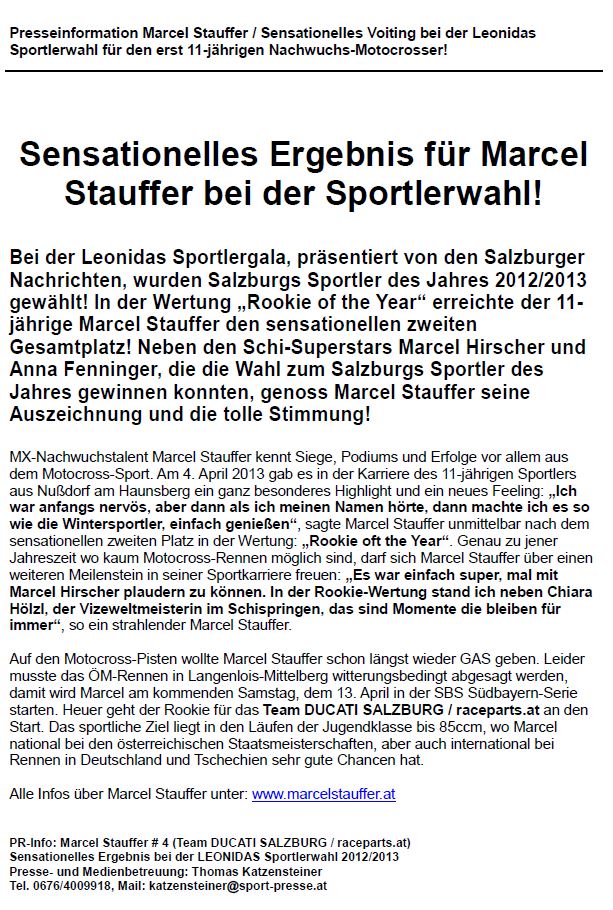 Presseinformation Marcel Stauffer / Sensationelles Voiting bei der Leonidas
Sportlerwahl für den erst 11-jährigen Nachwuchs-Motocrosser!
Sensationelles Ergebnis für Marcel
Stauffer bei der Sportlerwahl!
Bei der Leonidas Sportlergala, präsentiert von den Salzburger
Nachrichten, wurden Salzburgs Sportler des Jahres 2012/2013
gewählt! In der Wertung „Rookie of the Year“ erreichte der 11-
jährige Marcel Stauffer den sensationellen zweiten
Gesamtplatz! Neben den Schi-Superstars Marcel Hirscher und
Anna Fenninger, die die Wahl zum Salzburgs Sportler des
Jahres gewinnen konnten, genoss Marcel Stauffer seine
Auszeichnung und die tolle Stimmung!
MX-Nachwuchstalent Marcel Stauffer kennt Siege, Podiums und Erfolge vor allem aus
dem Motocross-Sport. Am 4. April 2013 gab es in der Karriere des 11-jährigen Sportlers
aus Nußdorf am Haunsberg ein ganz besonderes Highlight und ein neues Feeling: „Ich
war anfangs nervös, aber dann als ich meinen Namen hörte, dann machte ich es so
wie die Wintersportler, einfach genießen“, sagte Marcel Stauffer unmittelbar nach dem
sensationellen zweiten Platz in der Wertung: „Rookie oft the Year“. Genau zu jener
Jahreszeit wo kaum Motocross-Rennen möglich sind, darf sich Marcel Stauffer über einen
weiteren Meilenstein in seiner Sportkarriere freuen: „Es war einfach super, mal mit
Marcel Hirscher plaudern zu können. In der Rookie-Wertung stand ich neben Chiara
Hölzl, der Vizeweltmeisterin im Schispringen, das sind Momente die bleiben für
immer“, so ein strahlender Marcel Stauffer.
Auf den Motocross-Pisten wollte Marcel Stauffer schon längst wieder GAS geben. Leider
musste das ÖM-Rennen in Langenlois-Mittelberg witterungsbedingt abgesagt werden,
damit wird Marcel am kommenden Samstag, dem 13. April in der SBS Südbayern-Serie
starten. Heuer geht der Rookie für das Team DUCATI SALZBURG / raceparts.at an den
Start. Das sportliche Ziel liegt in den Läufen der Jugendklasse bis 85ccm, wo Marcel
national bei den österreichischen Staatsmeisterschaften, aber auch international bei
Rennen in Deutschland und Tschechien sehr gute Chancen hat.
Alle Infos über Marcel Stauffer unter: www.marcelstauffer.at
PR-Info: Marcel Stauffer # 4 (Team DUCATI SALZBURG / raceparts.at)
Sensationelles Ergebnis bei der LEONIDAS Sportlerwahl 2012/2013
Presse- und Medienbetreuung: Thomas Katzensteiner
Tel. 0676/4009918, Mail: katzensteiner@sport-presse.at